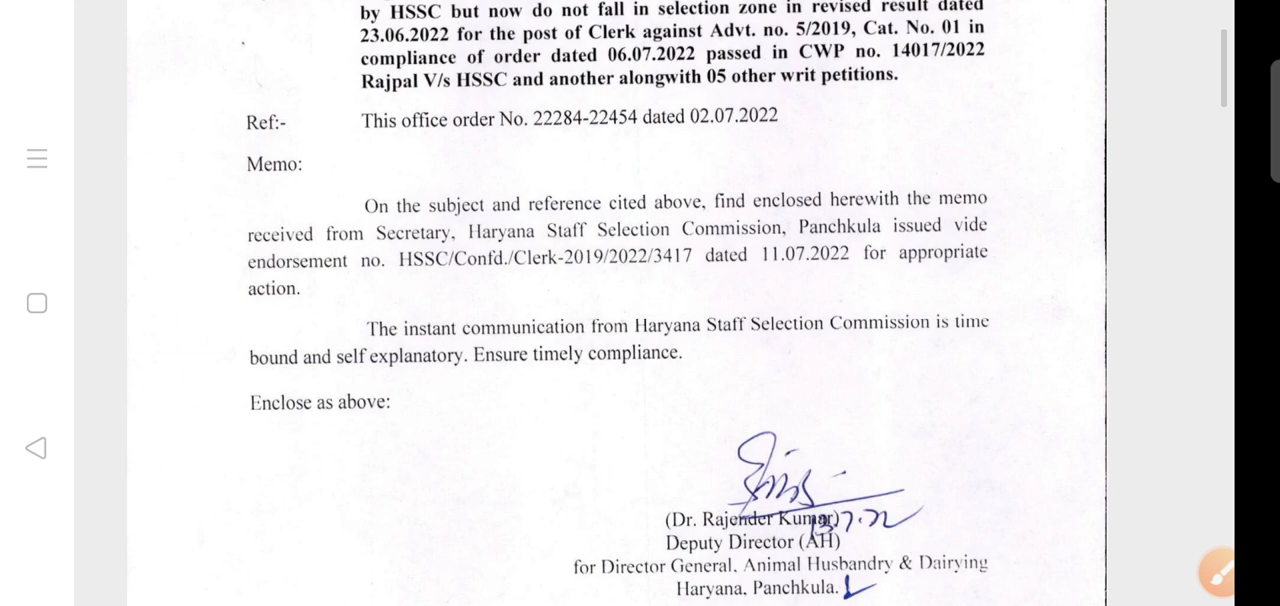 by HSSC but now do not fall in selection zone in revised result dated
23.06.2022 for the post of Clerk against Advt. no. 5/2019, Cat. No. 01 in
compliance of order dated 06.07.2022 passed in CWP no. 14017/2022
Rajpal V/s HSSC and another alongwith 05 other writ petitions.
Ref:- This office order No. 22284-22454 dated 02.07.2022
Memo:
On the subject and reference cited above, find enclosed herewith the memo
received from Secretary, Haryana Staff Selection Commission, Panchkula issued vide
endorsement no. HSSC/Confd./Clerk-2019/2022/3417 dated 11.07.2022 for appropriate
action.
The instant communication from Haryana Staff Selection Commission is time
bound and self explanatory. Ensure timely compliance.
Enclose as above:
(Dr. Rajender Kumar)
Deputy Director (AH)
for Director General, Animal Husbandry & Dairying
Haryana, Panchkula.